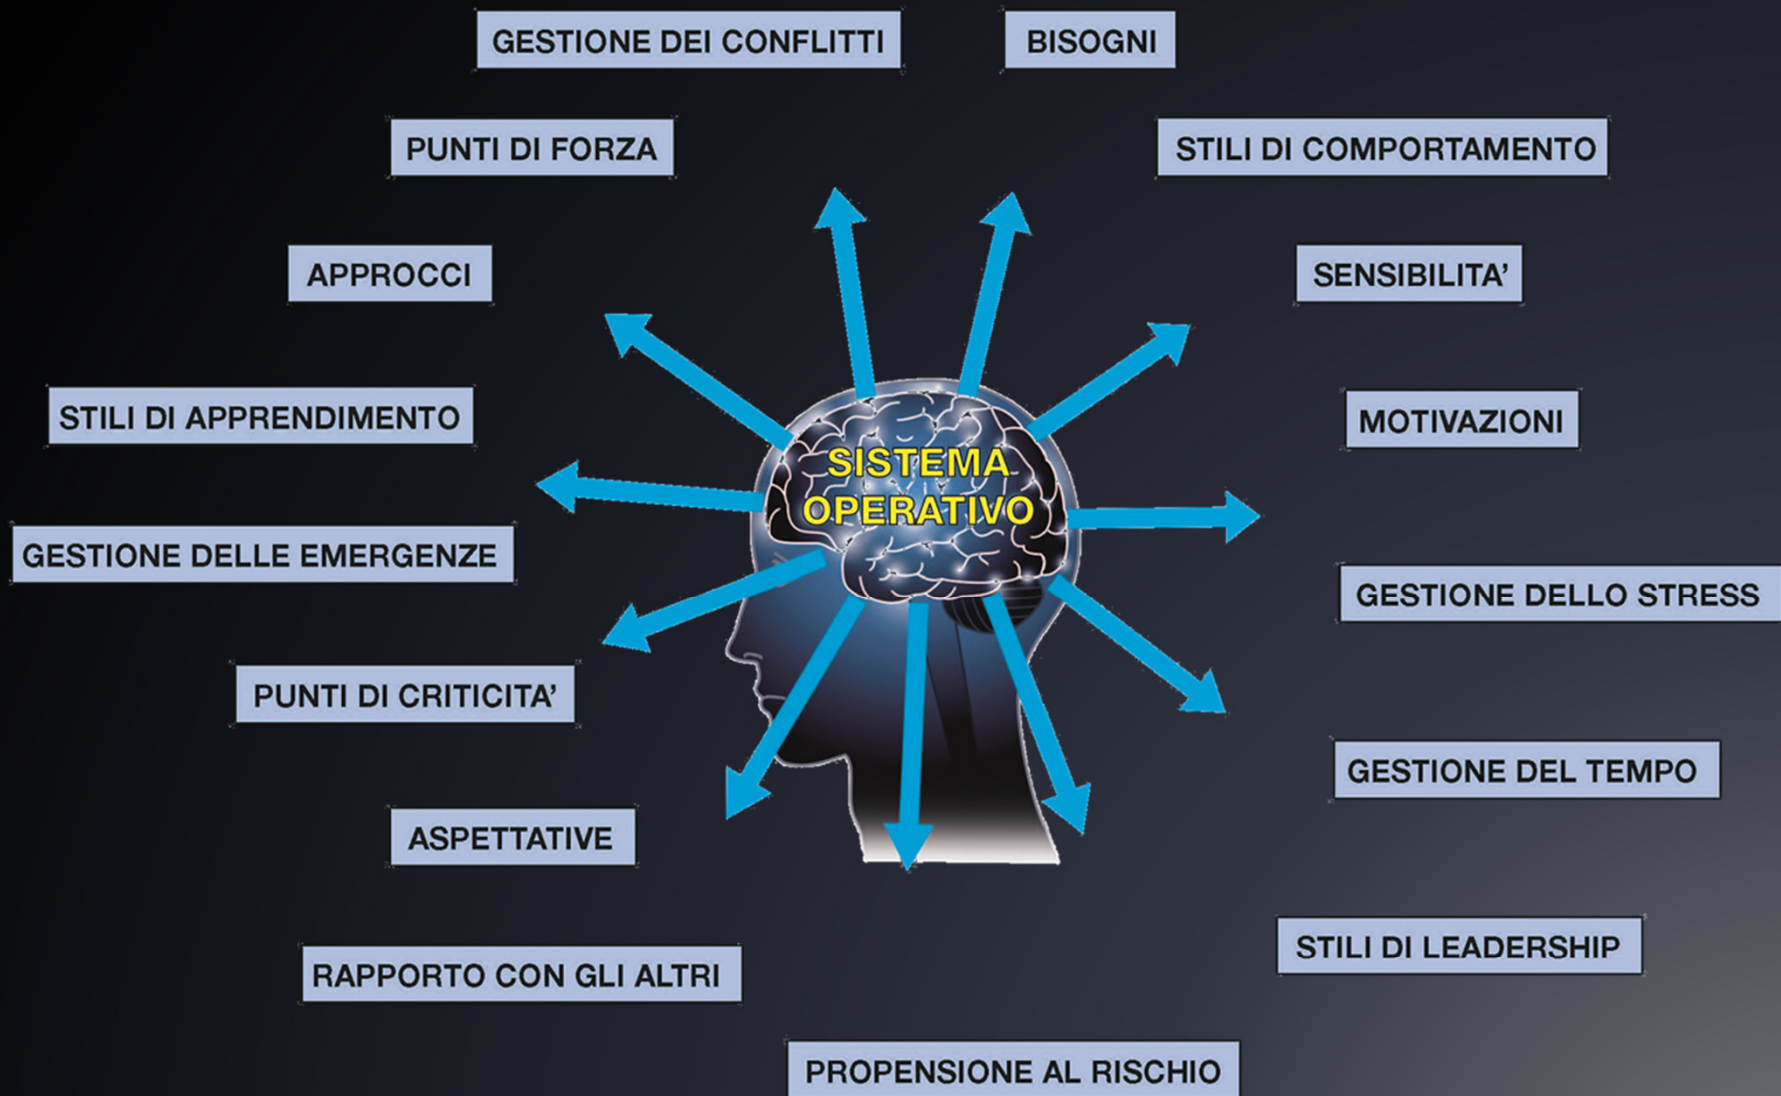 GESTIONE DEI CONFLITTI
BISOGNI
PUNTI DI FORZA
STILI DI COMPORTAMENTO
APPROCCI
SENSIBILITA’
STILI DI APPRENDIMENTO
MOTIVAZIONI
SISTEMA
OPERATIVO
GESTIONE DELLE EMERGENZE
GESTIONE DELLO STRESS
PUNTI DI CRITICITA’
GESTIONE DEL TEMPO
ASPETTATIVE
STILI DI LEADERSHIP
RAPPORTO CON GLI ALTRI
PROPENSIONE AL RISCHIO